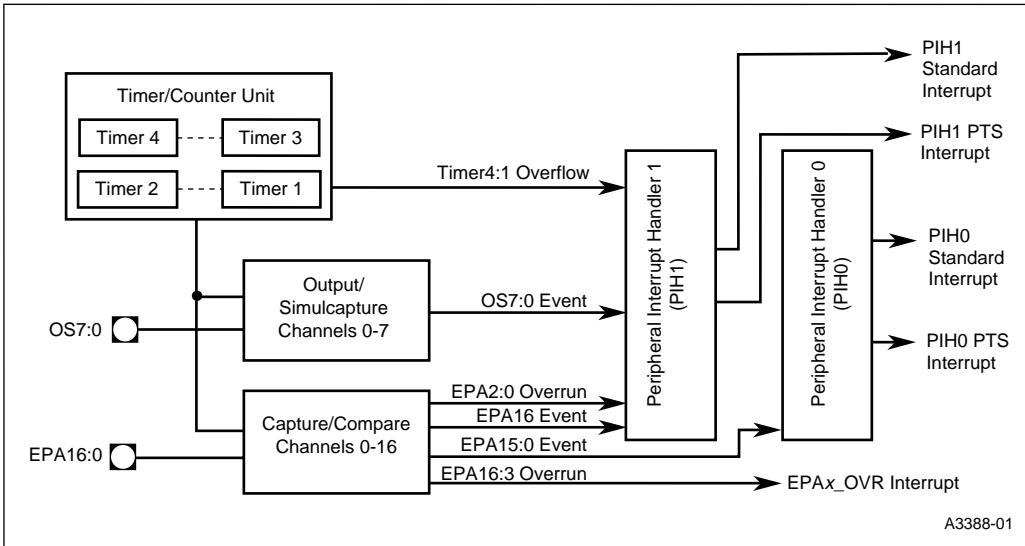 Timer/Counter Unit
Timer 4
Timer 3
Timer 2
Timer 1
Timer4:1 Overflow
Output/
Simulcapture
Channels 0-7
OS7:0
OS7:0 Event
Capture/Compare
Channels 0-16
EPA16:0
EPA2:0 Overrun
EPA16 Event
EPA15:0 Event
EPA16:3 Overrun
Peripheral Interrupt Handler 1
(PIH1)
Peripheral Interrupt Handler 0
(PIH0)
PIH1
Standard
Interrupt
PIH1 PTS
Interrupt
PIH0
Standard
Interrupt
PIH0 PTS
Interrupt
EPAx_OVR Interrupt
A3388-01